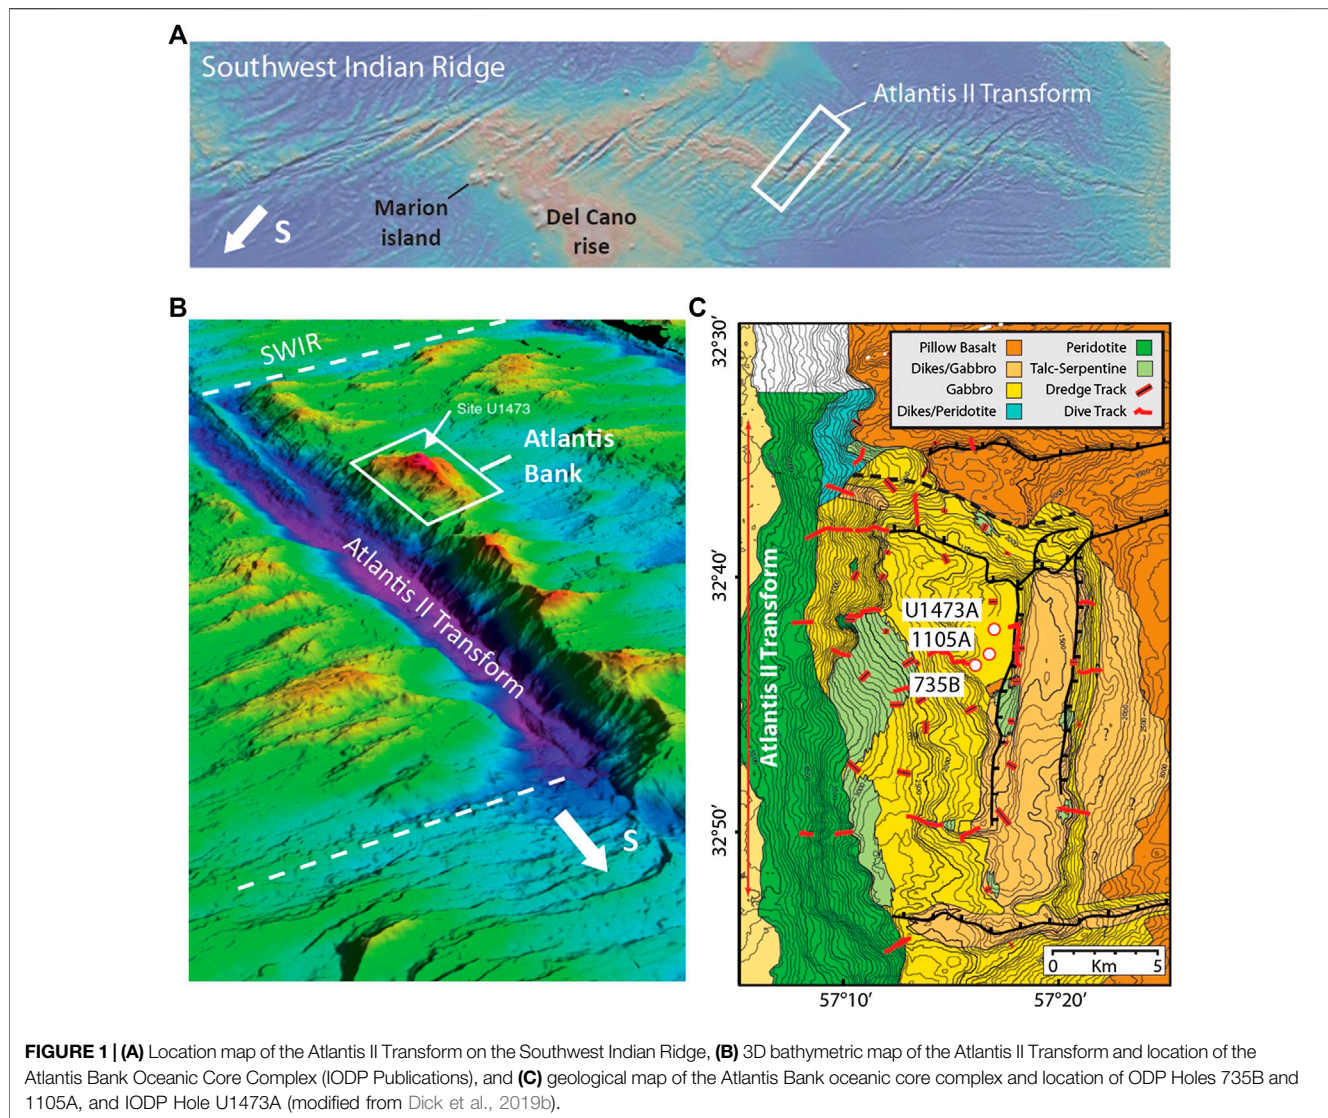 A
Southwest Indian Ridge
Atlantis II Transform
Marion
island
Del Cano
rise
S
B
SWIR
Site U1473
Atlantis
Bank
Atlantis II Transform
S
C
32°30'
32°40'
32°50'
Pillow Basalt
Peridotite
Dikes/Gabbro
Talc-Serpentine
Gabbro
Dredge Track
Dikes/Peridotite
Dive Track
Atlantis II Transform
U1473A
1105A
735B
0 Km 5
57°10'
57°20'
FIGURE 1 | (A) Location map of the Atlantis II Transform on the Southwest Indian Ridge, (B) 3D bathymetric map of the Atlantis II Transform and location of the
Atlantis Bank Oceanic Core Complex (IODP Publications), and (C) geological map of the Atlantis Bank oceanic core complex and location of ODP Holes 735B and
1105A, and IODP Hole U1473A (modified from Dick et al., 2019b).